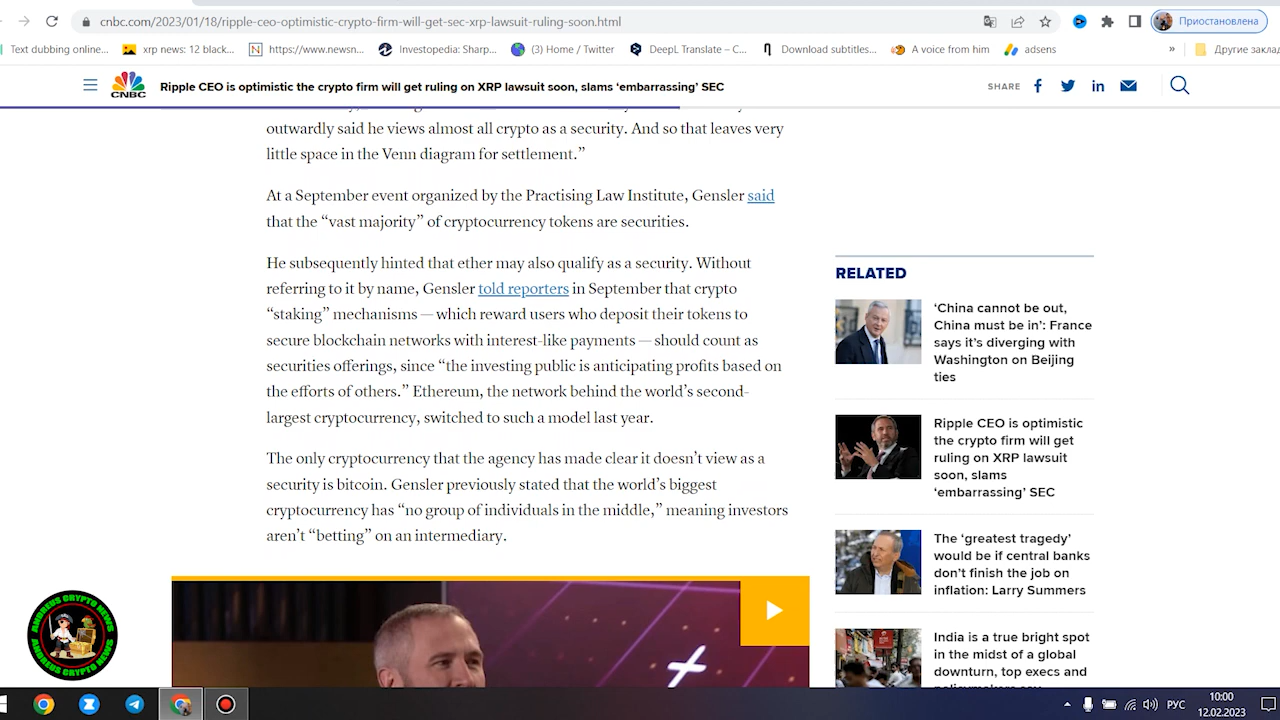 cnbc.com/2023/01/18/ripple-ceo-optimistic-crypto-firm-will-get-sec-xrp-lawsuit-ruling-soon.html
Приостановлена
Text dubbing online...
xrp news: 12 black...
https://www.newsn...
Investopedia: Sharp...
(3) Home / Twitter
DeepL Translate – C...
Download subtitles...
A voice from him
adsens
»
Другие закла
CNBC
Ripple CEO is optimistic the crypto firm will get ruling on XRP lawsuit soon, slams ‘embarrassing’ SEC
SHARE
outwardly said he views almost all crypto as a security. And so that leaves very
little space in the Venn diagram for settlement.”
At a September event organized by the Practising Law Institute, Gensler said
that the “vast majority” of cryptocurrency tokens are securities.
He subsequently hinted that ether may also qualify as a security. Without
referring to it by name, Gensler told reporters in September that crypto
“staking” mechanisms — which reward users who deposit their tokens to
secure blockchain networks with interest-like payments — should count as
securities offerings, since “the investing public is anticipating profits based on
the efforts of others.” Ethereum, the network behind the world’s second-
largest cryptocurrency, switched to such a model last year.
The only cryptocurrency that the agency has made clear it doesn’t view as a
security is bitcoin. Gensler previously stated that the world’s biggest
cryptocurrency has “no group of individuals in the middle,” meaning investors
aren’t “betting” on an intermediary.
RELATED
‘China cannot be out,
China must be in’: France
says it’s diverging with
Washington on Beijing
ties
Ripple CEO is optimistic
the crypto firm will get
ruling on XRP lawsuit
soon, slams
‘embarrassing’ SEC
The ‘greatest tragedy’
would be if central banks
don’t finish the job on
inflation: Larry Summers
India is a true bright spot
in the midst of a global
downturn, top execs and
ANDREUS CRYPTO NEWS
ANDREUS CRYPTO NEWS
РУС
10:00
12.02.2023